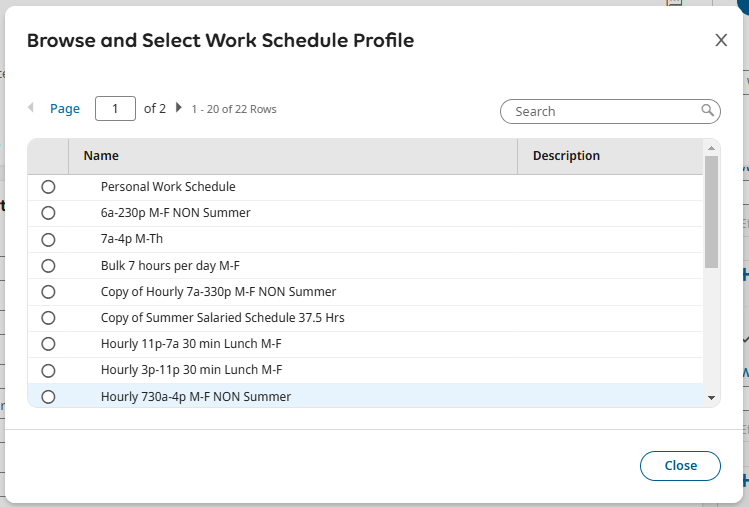 Browse and Select Work Schedule Profile
X
Page 1 of 2 1 - 20 of 22 Rows
Search
Name Description
Personal Work Schedule
6a-230p M-F NON Summer
7a-4p M-Th
Bulk 7 hours per day M-F
Copy of Hourly 7a-330p M-F NON Summer
Copy of Summer Salaried Schedule 37.5 Hrs
Hourly 11p-7a 30 min Lunch M-F
Hourly 3p-11p 30 min Lunch M-F
Hourly 730a-4p M-F NON Summer
Close